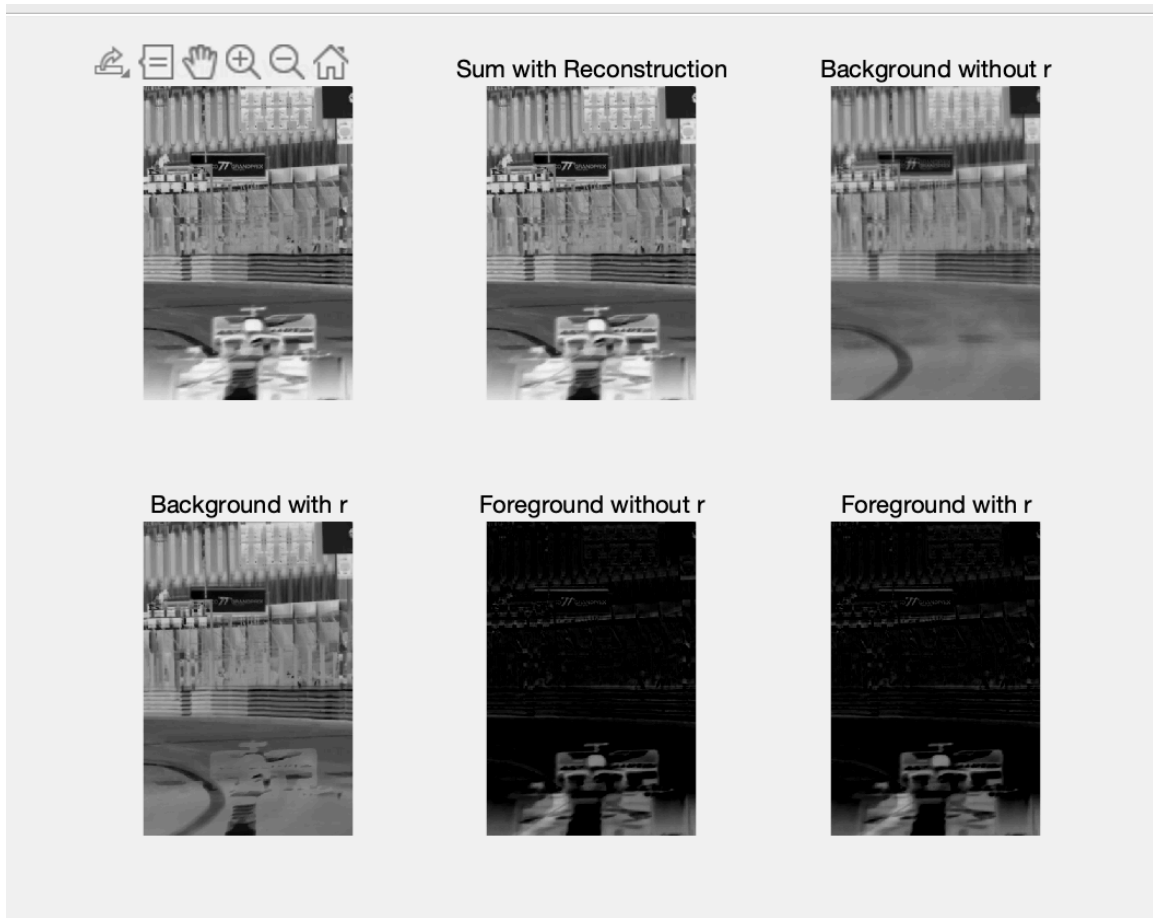 Sum with Reconstruction
Background without r
Background with r
Foreground without r
Foreground with r